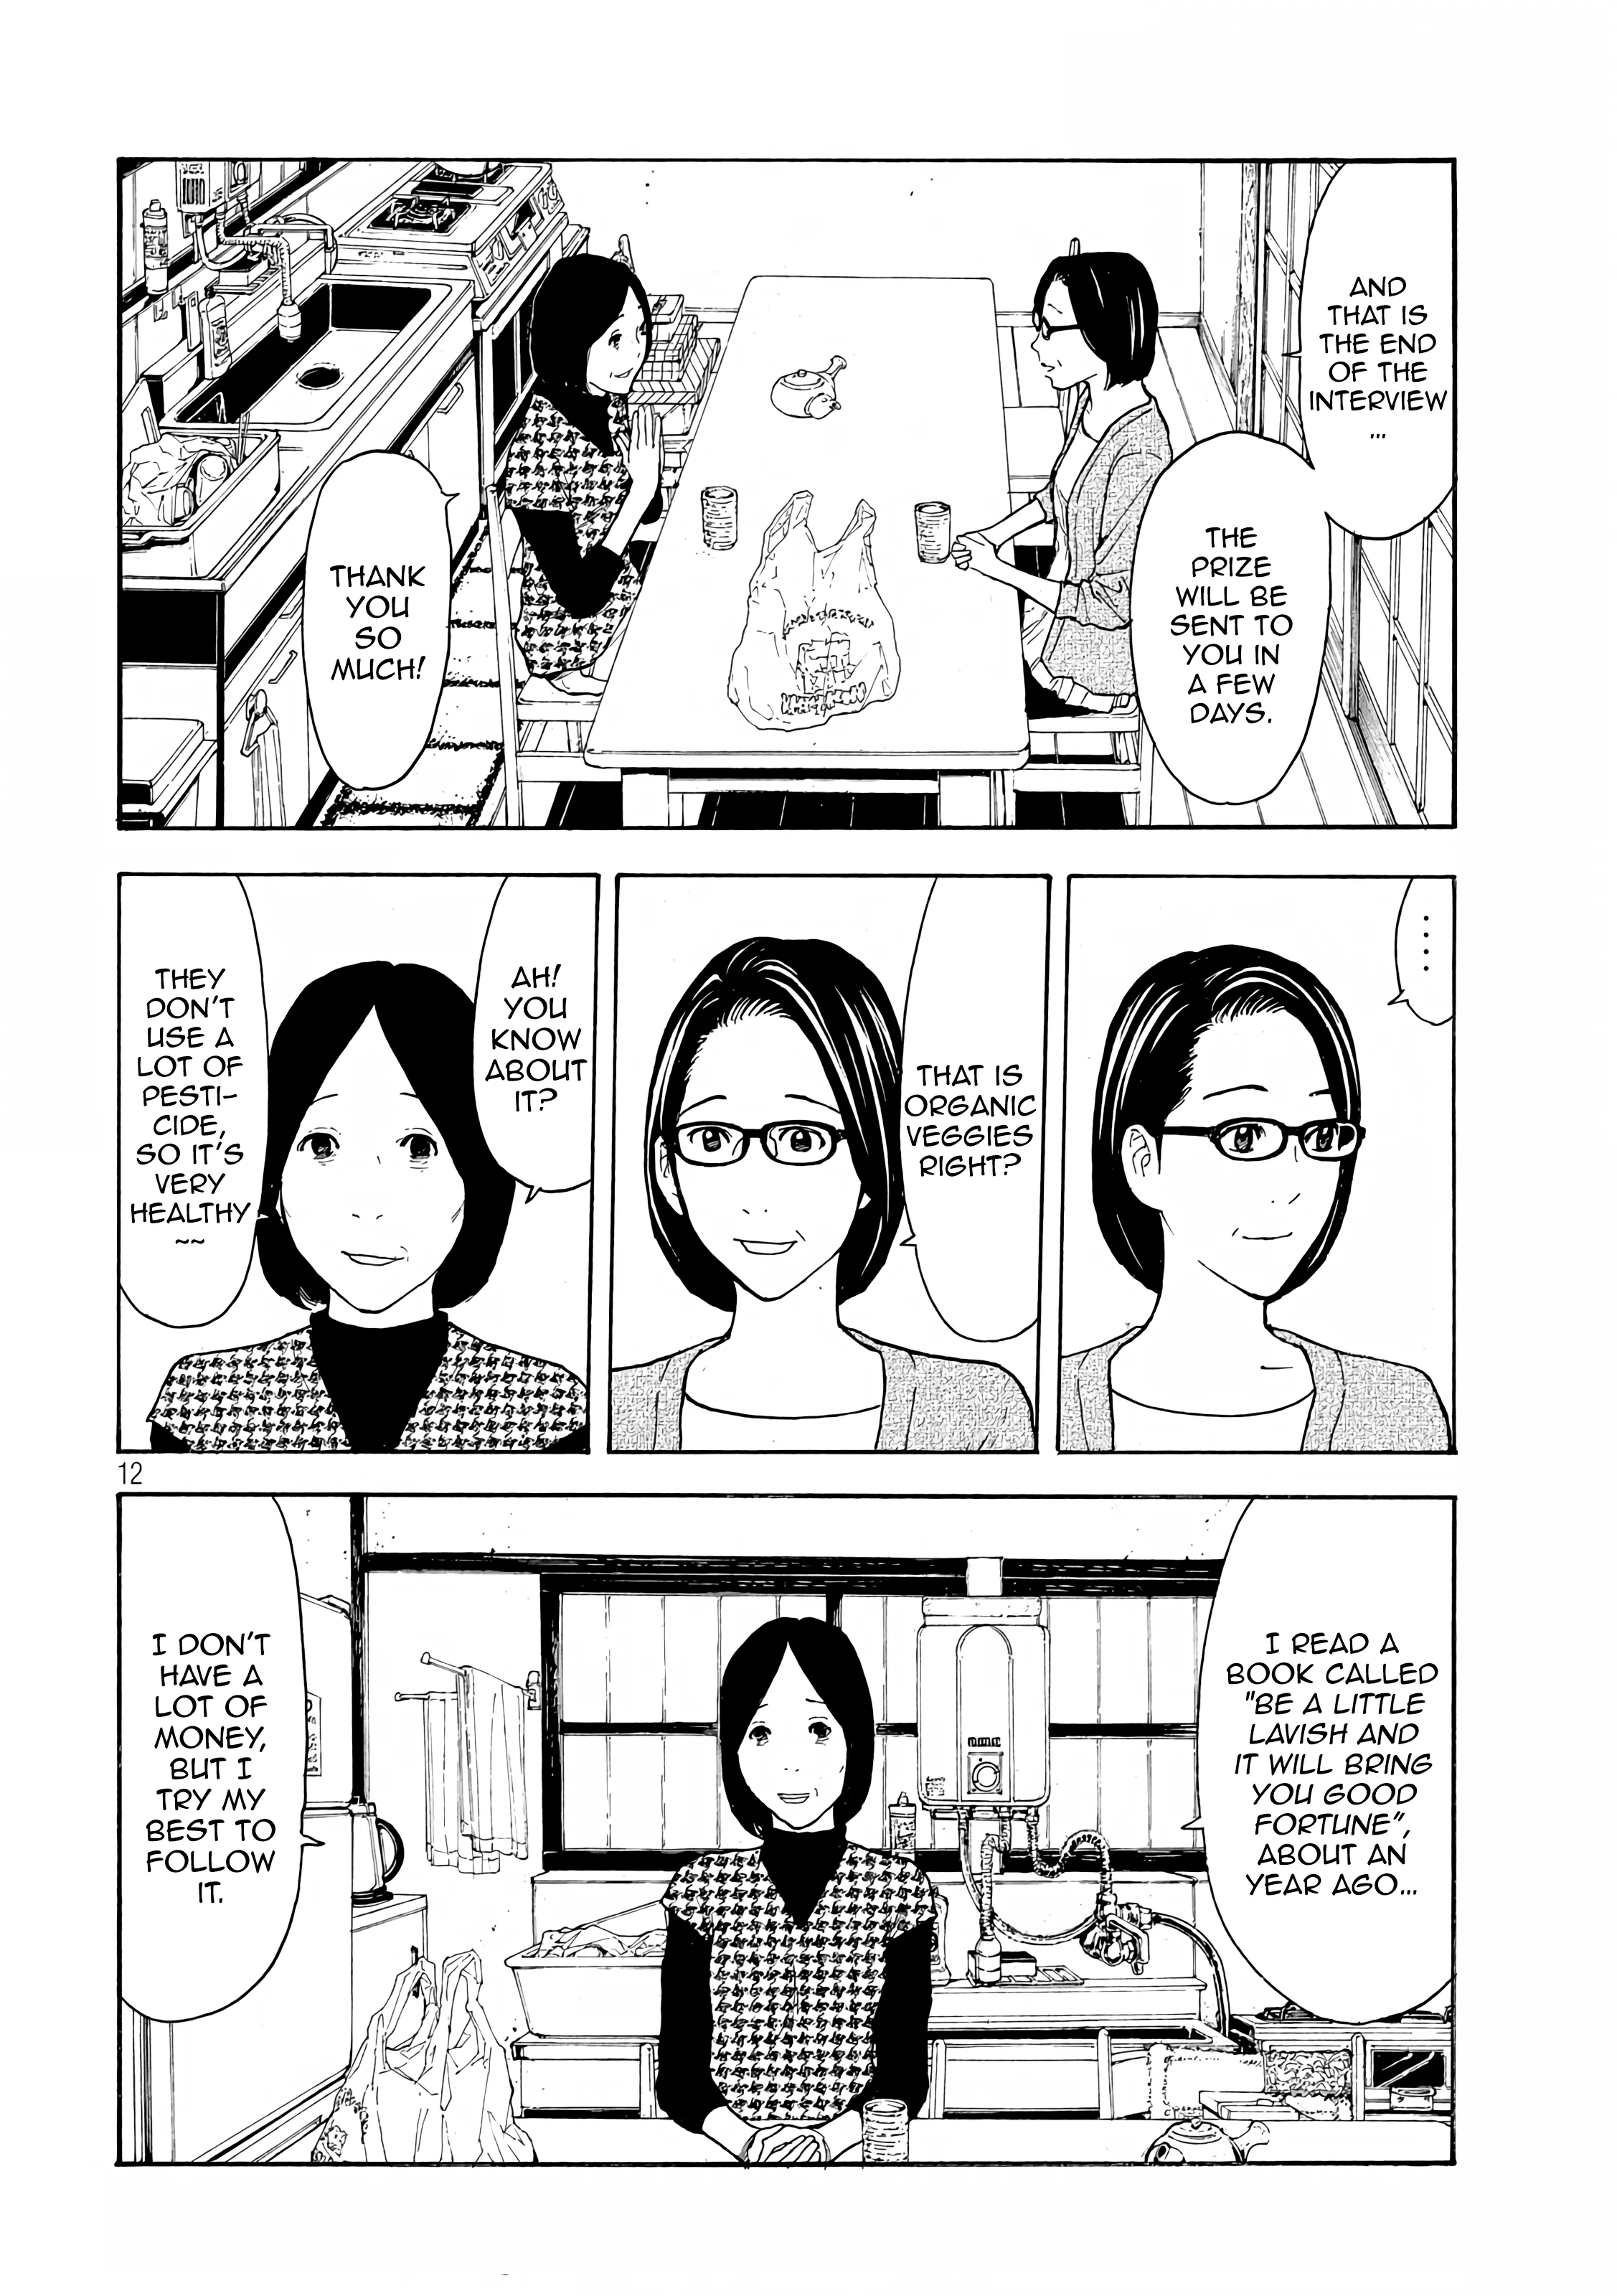 AND
THAT IS
THE END
OF THE
INTERVIEW
...
THE
PRIZE
WILL BE
SENT TO
YOU IN
A FEW
DAYS.
THANK
YOU
SO
MUCH!
....
THAT IS
ORGANIC
VEGGIES
RIGHT?
AH!
YOU
KNOW
ABOUT
IT?
THEY
DON'T
USE A
LOT OF
PESTI-
CIDE,
SO IT'S
VERY
HEALTHY
~~
12
I READ A
BOOK CALLED
"BE A LITTLE
LAVISH AND
IT WILL BRING
YOU GOOD
FORTUNE",
ABOUT AN
YEAR AGO...
I DON'T
HAVE A
LOT OF
MONEY,
BUT I
TRY MY
BEST TO
FOLLOW
IT.